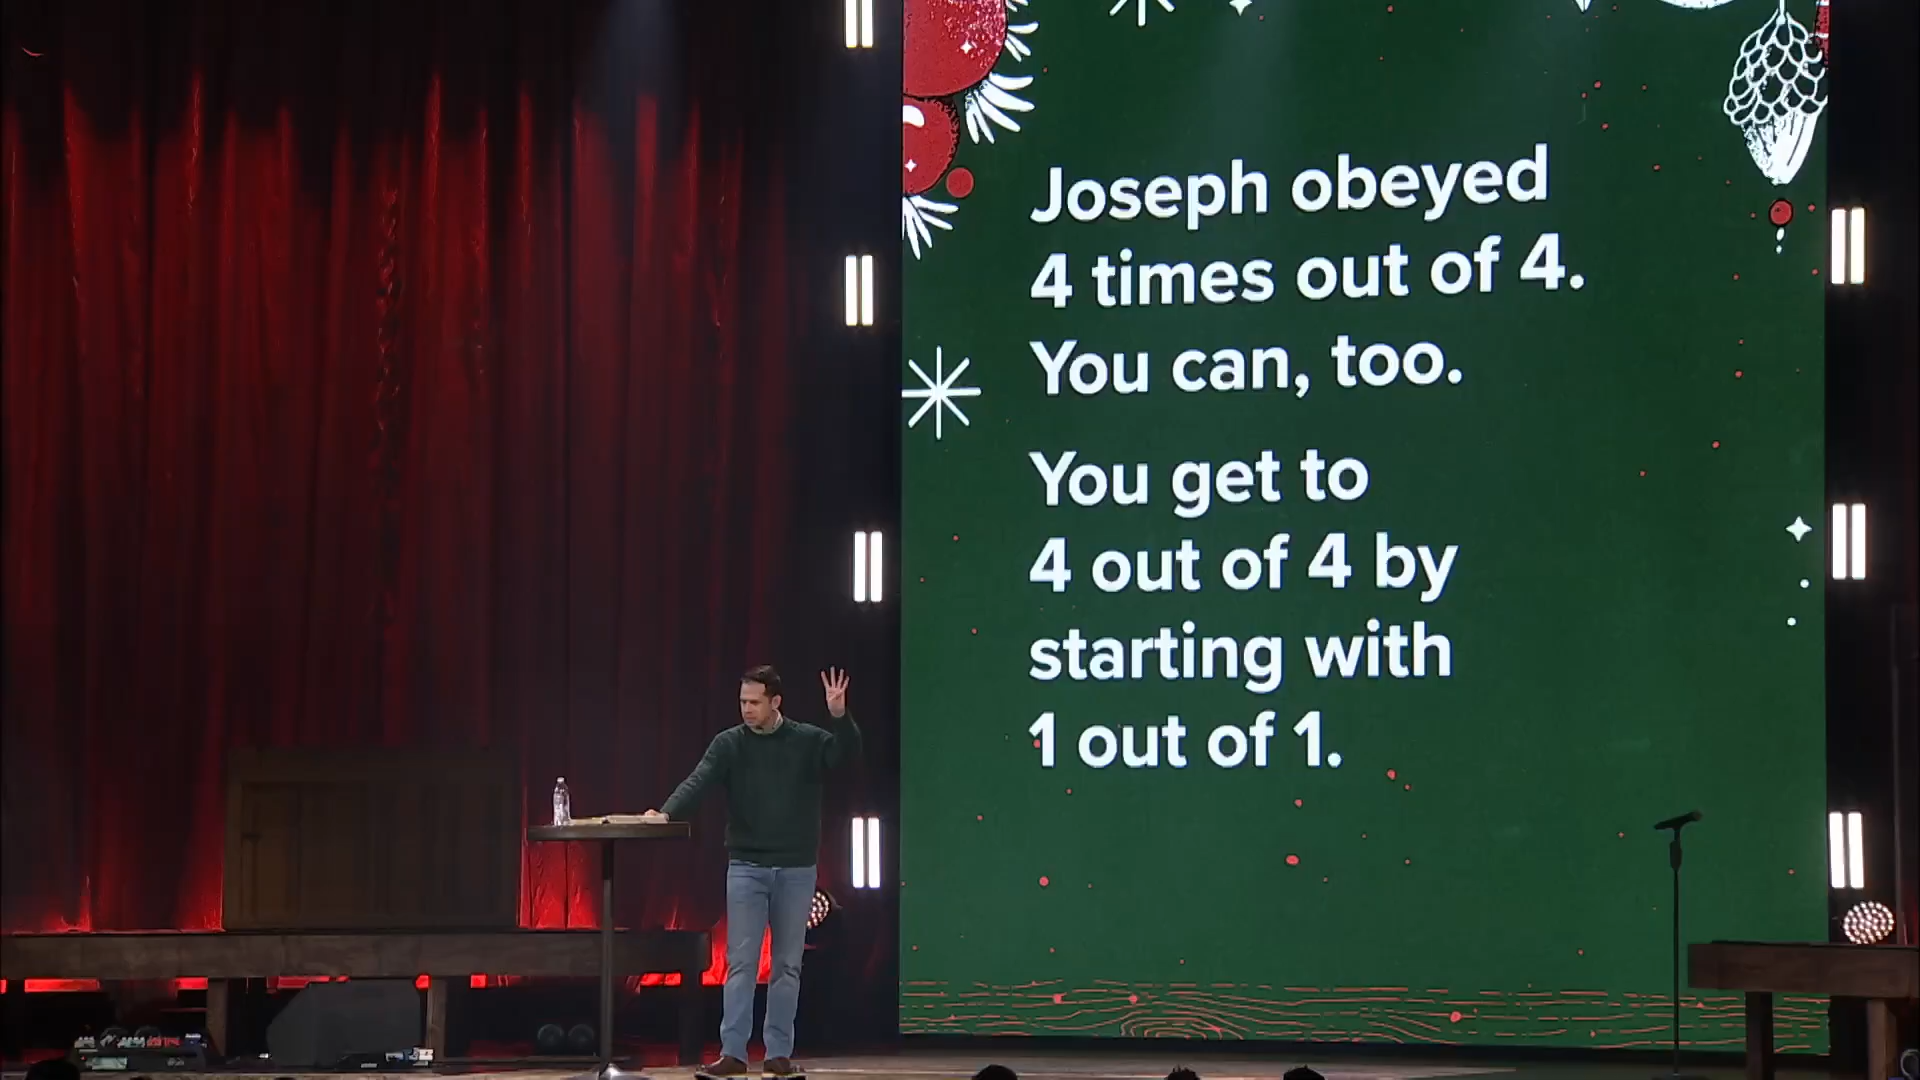 Joseph obeyed
4 times out of 4.
You can, too.
You get to
4 out of 4 by
starting with
1 out of 1.